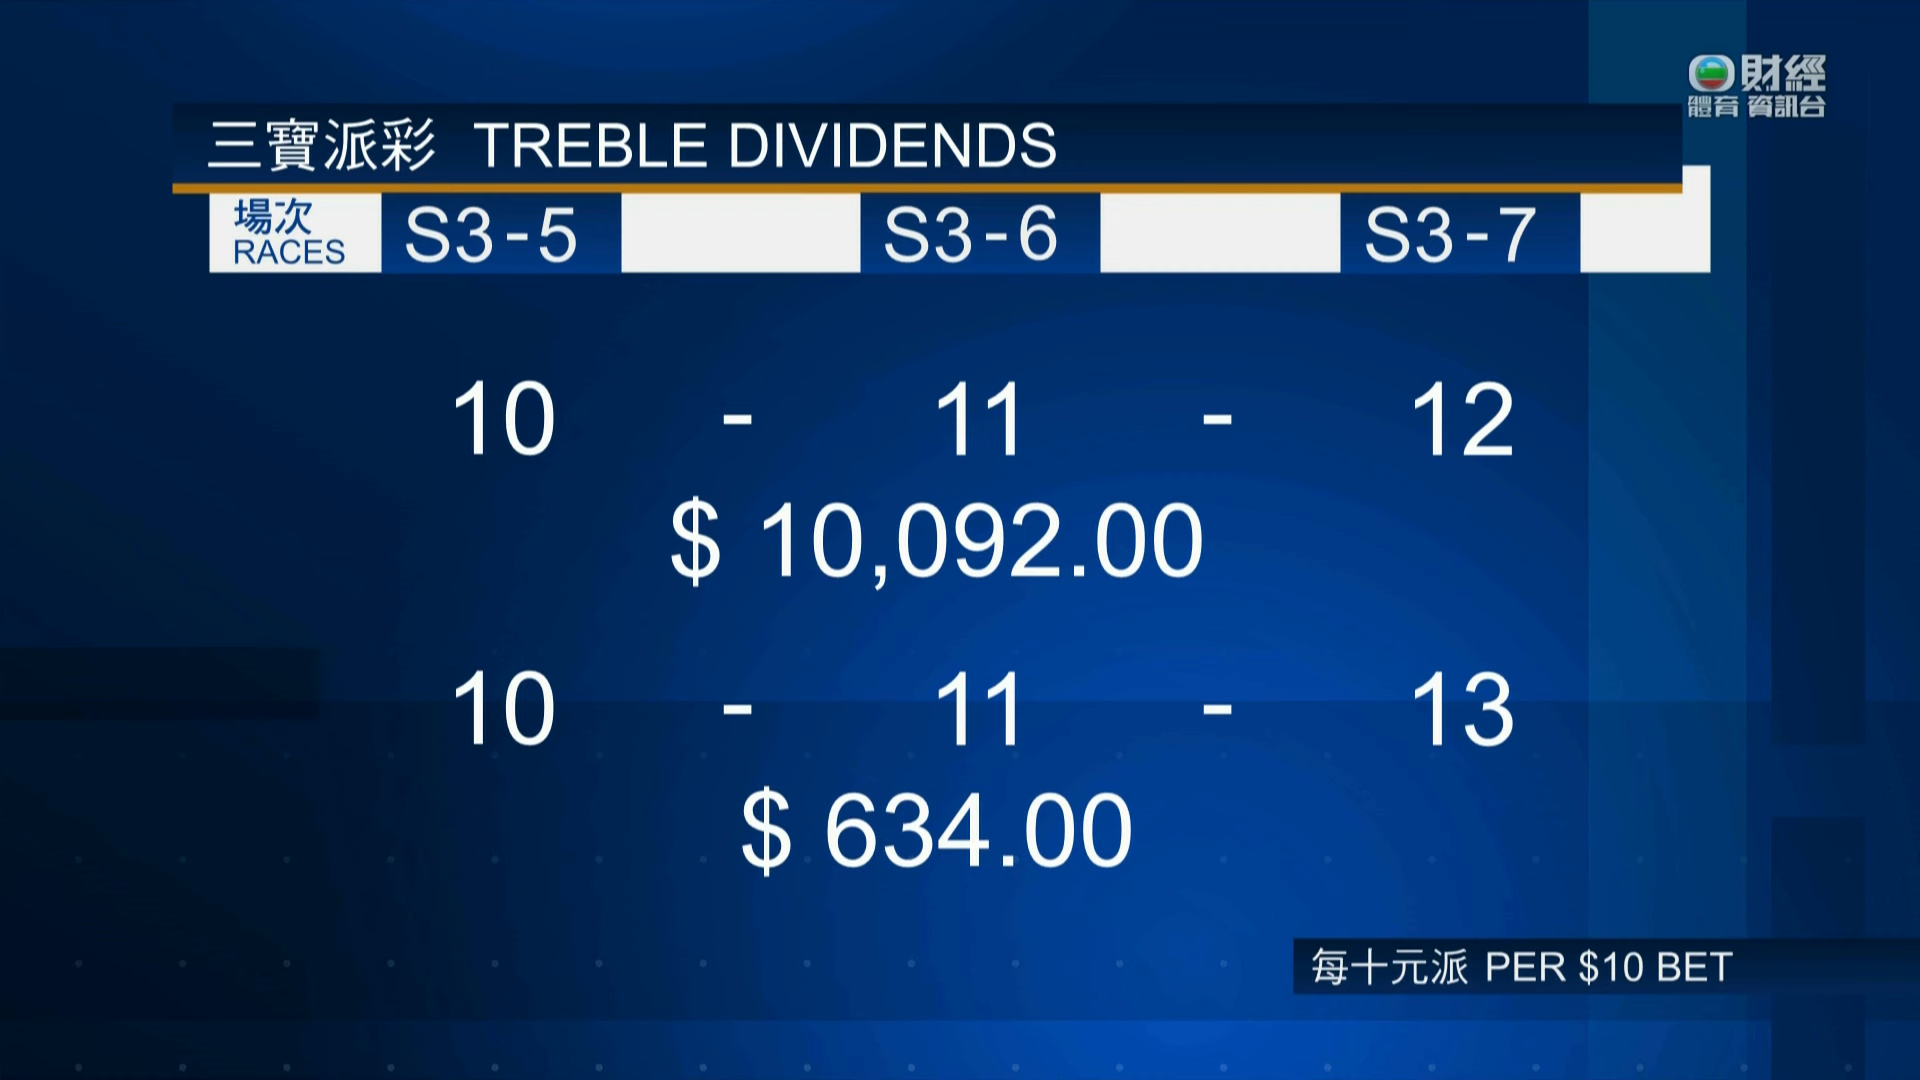 財經
體育 資訊台
三寶派彩 TREBLE DIVIDENDS
場次
RACES
S3-5 S3-6 S3-7
10 - 11 - 12
$ 10,092.00
10 - 11 - 13
$ 634.00
每十元派 PER $10 BET